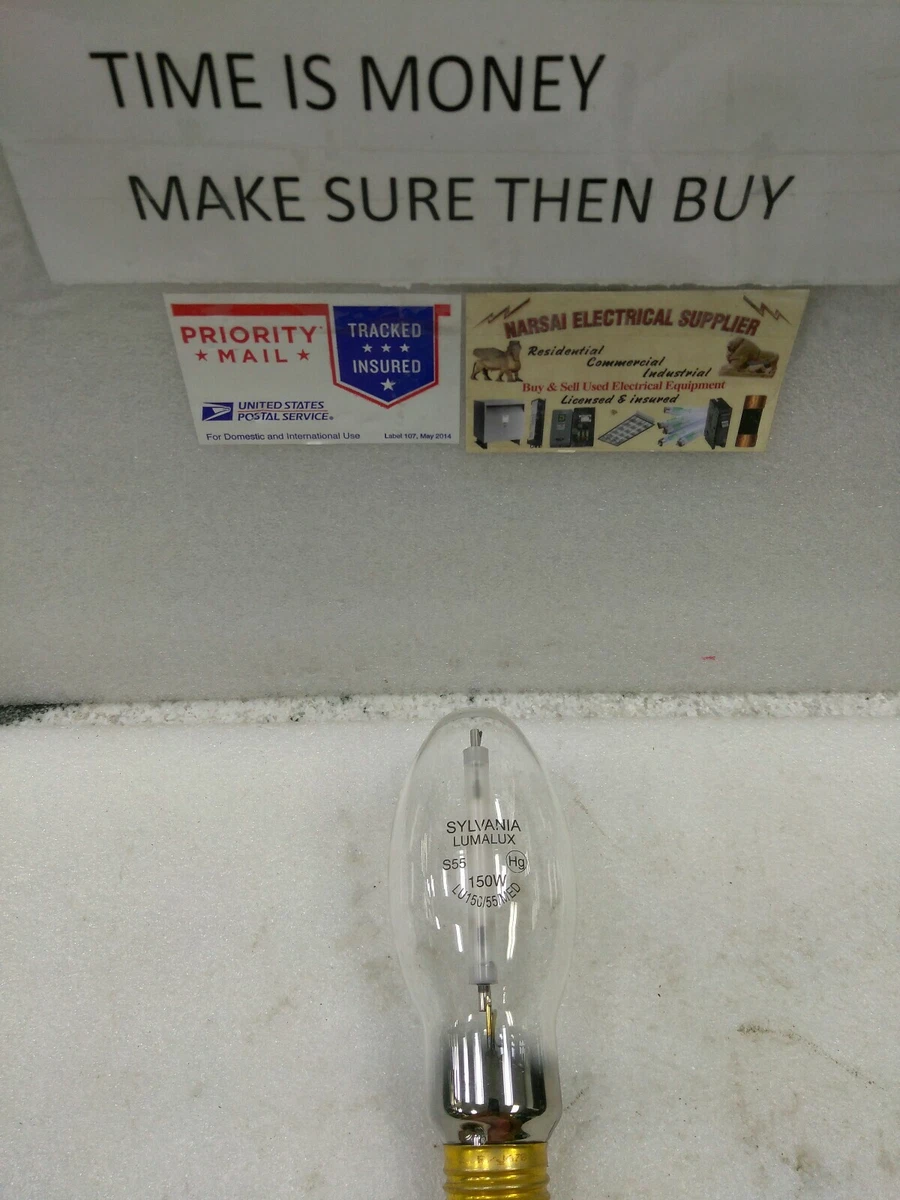 TIME IS MONEY
MAKE SURE THEN BUY
PRIORITY
★ MAIL ★
TRACKED
★ ★ ★
INSURED
★
UNITED STATES
POSTAL SERVICE®
For Domestic and International Use
Label 107, May 2014
NARSAI ELECTRICAL SUPPLIER
Residential
Commercial
Industrial
Buy & Sell Used Electrical Equipment
Licensed & insured
SYLVANIA
LUMALUX
S55 Hg
150W
LU150/55/MED